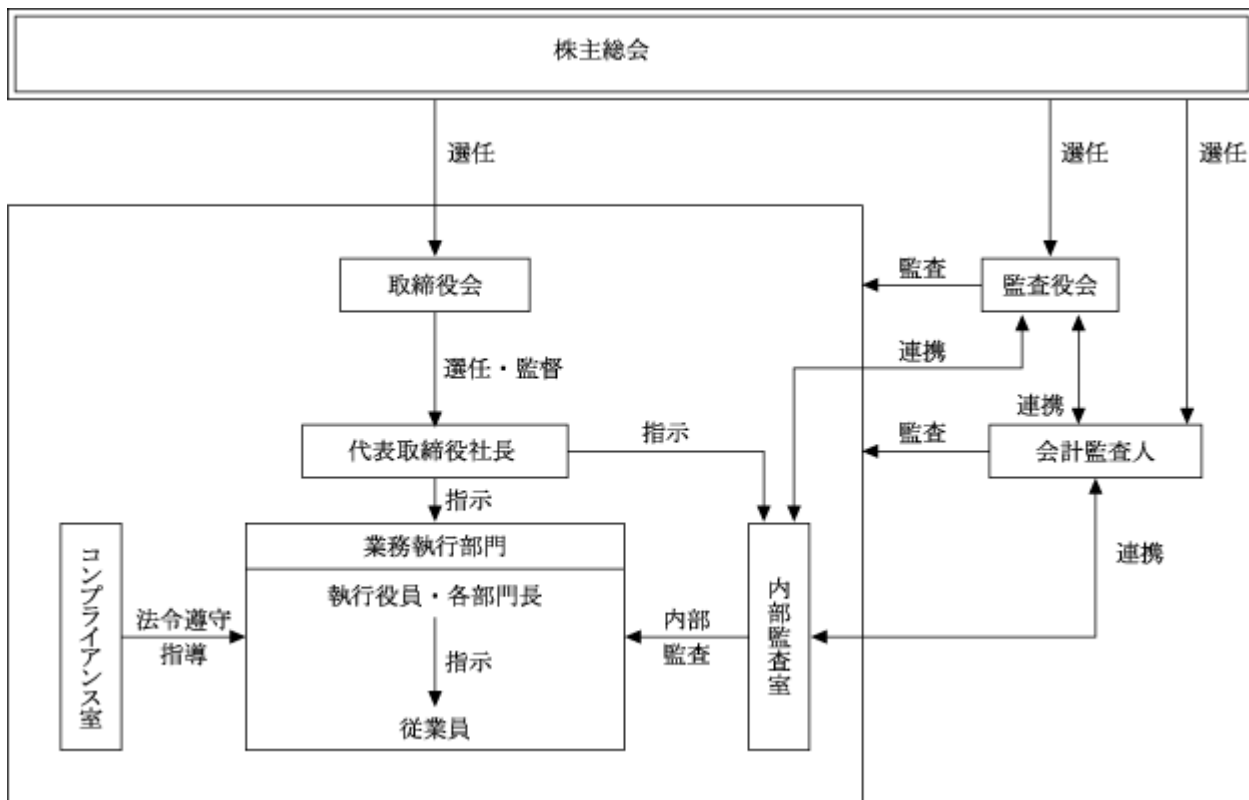 株主総会
選任
選任
選任
取締役会
監査
監査役会
選任・監督
連携
連携
代表取締役社長
指示
監査
会計監査人
指示
業務執行部門
執行役員・各部門長
指示
従業員
コンプライアンス室
法令遵守
指導
内部
監査
内部監査室
連携